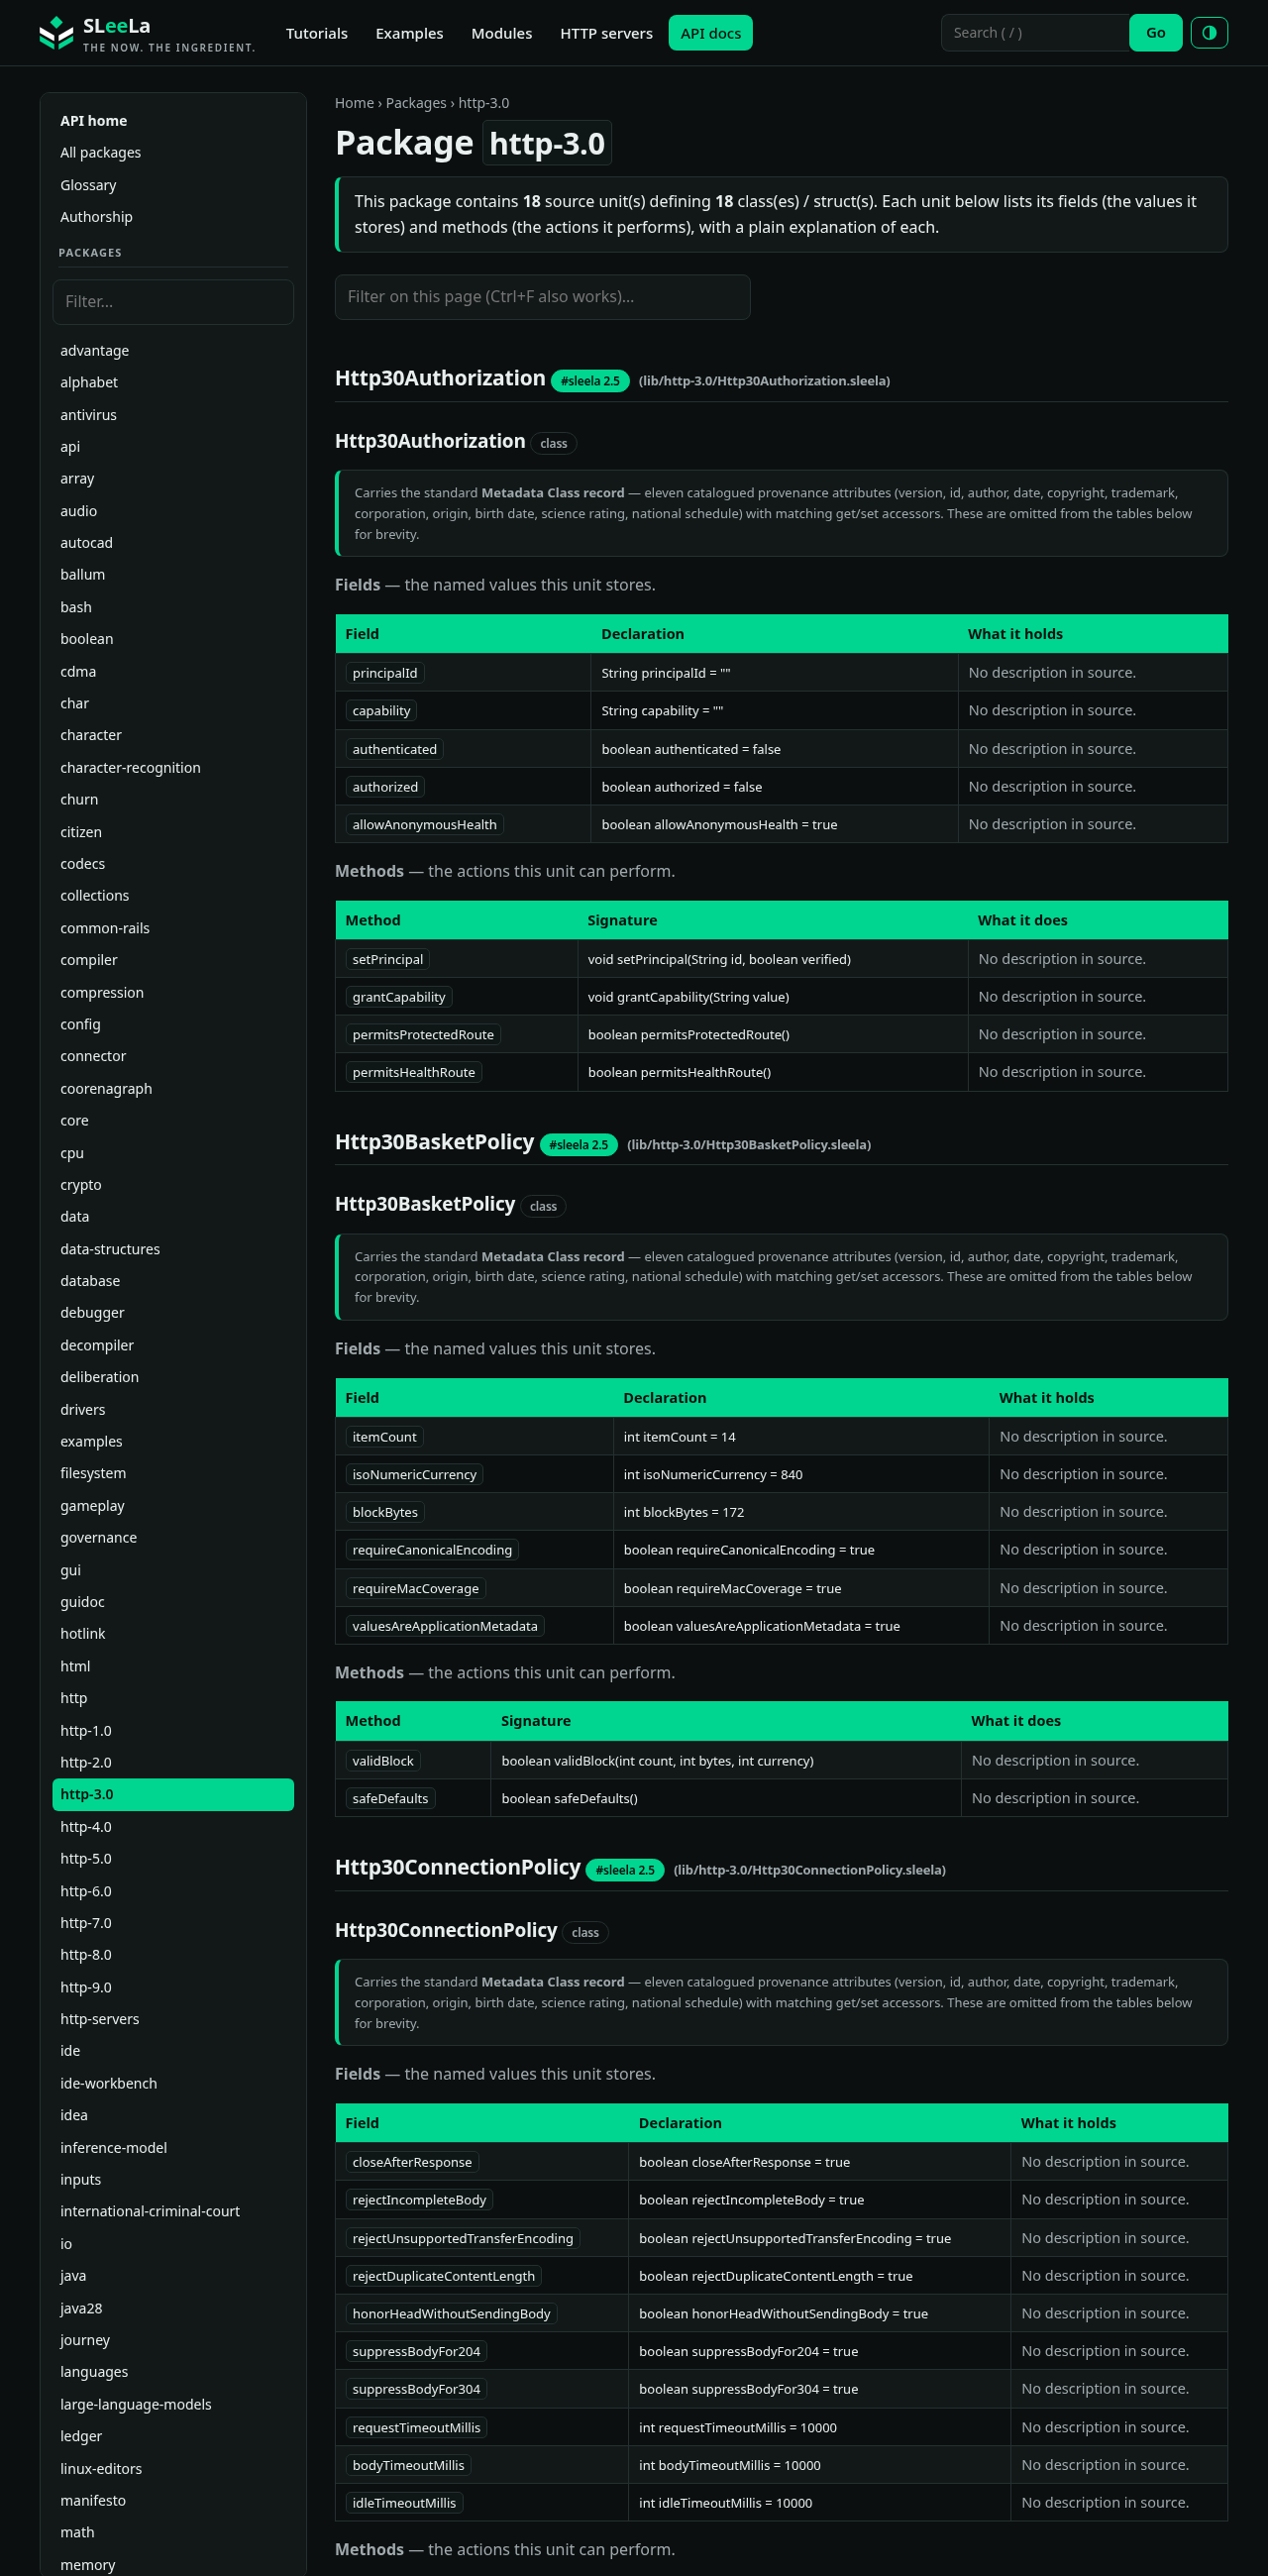 SLeeLa
THE NOW. THE INGREDIENT.
Tutorials
Examples
Modules
HTTP servers
API docs
Search ( / )
Go
API home
All packages
Glossary
Authorship
PACKAGES
Filter...
advantage
alphabet
antivirus
api
array
audio
autocad
ballum
bash
boolean
cdma
char
character
character-recognition
churn
citizen
codecs
collections
common-rails
compiler
compression
config
connector
coorenagraph
core
cpu
crypto
data
data-structures
database
debugger
decompiler
deliberation
drivers
examples
filesystem
gameplay
governance
gui
guidoc
hotlink
html
http
http-1.0
http-2.0
http-3.0
http-4.0
http-5.0
http-6.0
http-7.0
http-8.0
http-9.0
http-servers
ide
ide-workbench
idea
inference-model
inputs
international-criminal-court
io
java
java28
journey
languages
large-language-models
ledger
linux-editors
manifesto
math
memory
Home › Packages › http-3.0
Package http-3.0
This package contains 18 source unit(s) defining 18 class(es) / struct(s). Each unit below lists its fields (the values it
stores) and methods (the actions it performs), with a plain explanation of each.
Filter on this page (Ctrl+F also works)...
Http30Authorization #sleela 2.5 (lib/http-3.0/Http30Authorization.sleela)
Http30Authorization class
Carries the standard Metadata Class record — eleven catalogued provenance attributes (version, id, author, date, copyright, trademark,
corporation, origin, birth date, science rating, national schedule) with matching get/set accessors. These are omitted from the tables below
for brevity.
Fields — the named values this unit stores.
Field Declaration What it holds
principalId String principalId = "" No description in source.
capability String capability = "" No description in source.
authenticated boolean authenticated = false No description in source.
authorized boolean authorized = false No description in source.
allowAnonymousHealth boolean allowAnonymousHealth = true No description in source.
Methods — the actions this unit can perform.
Method Signature What it does
setPrincipal void setPrincipal(String id, boolean verified) No description in source.
grantCapability void grantCapability(String value) No description in source.
permitsProtectedRoute boolean permitsProtectedRoute() No description in source.
permitsHealthRoute boolean permitsHealthRoute() No description in source.
Http30BasketPolicy #sleela 2.5 (lib/http-3.0/Http30BasketPolicy.sleela)
Http30BasketPolicy class
Carries the standard Metadata Class record — eleven catalogued provenance attributes (version, id, author, date, copyright, trademark,
corporation, origin, birth date, science rating, national schedule) with matching get/set accessors. These are omitted from the tables below
for brevity.
Fields — the named values this unit stores.
Field Declaration What it holds
itemCount int itemCount = 14 No description in source.
isoNumericCurrency int isoNumericCurrency = 840 No description in source.
blockBytes int blockBytes = 172 No description in source.
requireCanonicalEncoding boolean requireCanonicalEncoding = true No description in source.
requireMacCoverage boolean requireMacCoverage = true No description in source.
valuesAreApplicationMetadata boolean valuesAreApplicationMetadata = true No description in source.
Methods — the actions this unit can perform.
Method Signature What it does
validBlock boolean validBlock(int count, int bytes, int currency) No description in source.
safeDefaults boolean safeDefaults() No description in source.
Http30ConnectionPolicy #sleela 2.5 (lib/http-3.0/Http30ConnectionPolicy.sleela)
Http30ConnectionPolicy class
Carries the standard Metadata Class record — eleven catalogued provenance attributes (version, id, author, date, copyright, trademark,
corporation, origin, birth date, science rating, national schedule) with matching get/set accessors. These are omitted from the tables below
for brevity.
Fields — the named values this unit stores.
Field Declaration What it holds
closeAfterResponse boolean closeAfterResponse = true No description in source.
rejectIncompleteBody boolean rejectIncompleteBody = true No description in source.
rejectUnsupportedTransferEncoding boolean rejectUnsupportedTransferEncoding = true No description in source.
rejectDuplicateContentLength boolean rejectDuplicateContentLength = true No description in source.
honorHeadWithoutSendingBody boolean honorHeadWithoutSendingBody = true No description in source.
suppressBodyFor204 boolean suppressBodyFor204 = true No description in source.
suppressBodyFor304 boolean suppressBodyFor304 = true No description in source.
requestTimeoutMillis int requestTimeoutMillis = 10000 No description in source.
bodyTimeoutMillis int bodyTimeoutMillis = 10000 No description in source.
idleTimeoutMillis int idleTimeoutMillis = 10000 No description in source.
Methods — the actions this unit can perform.